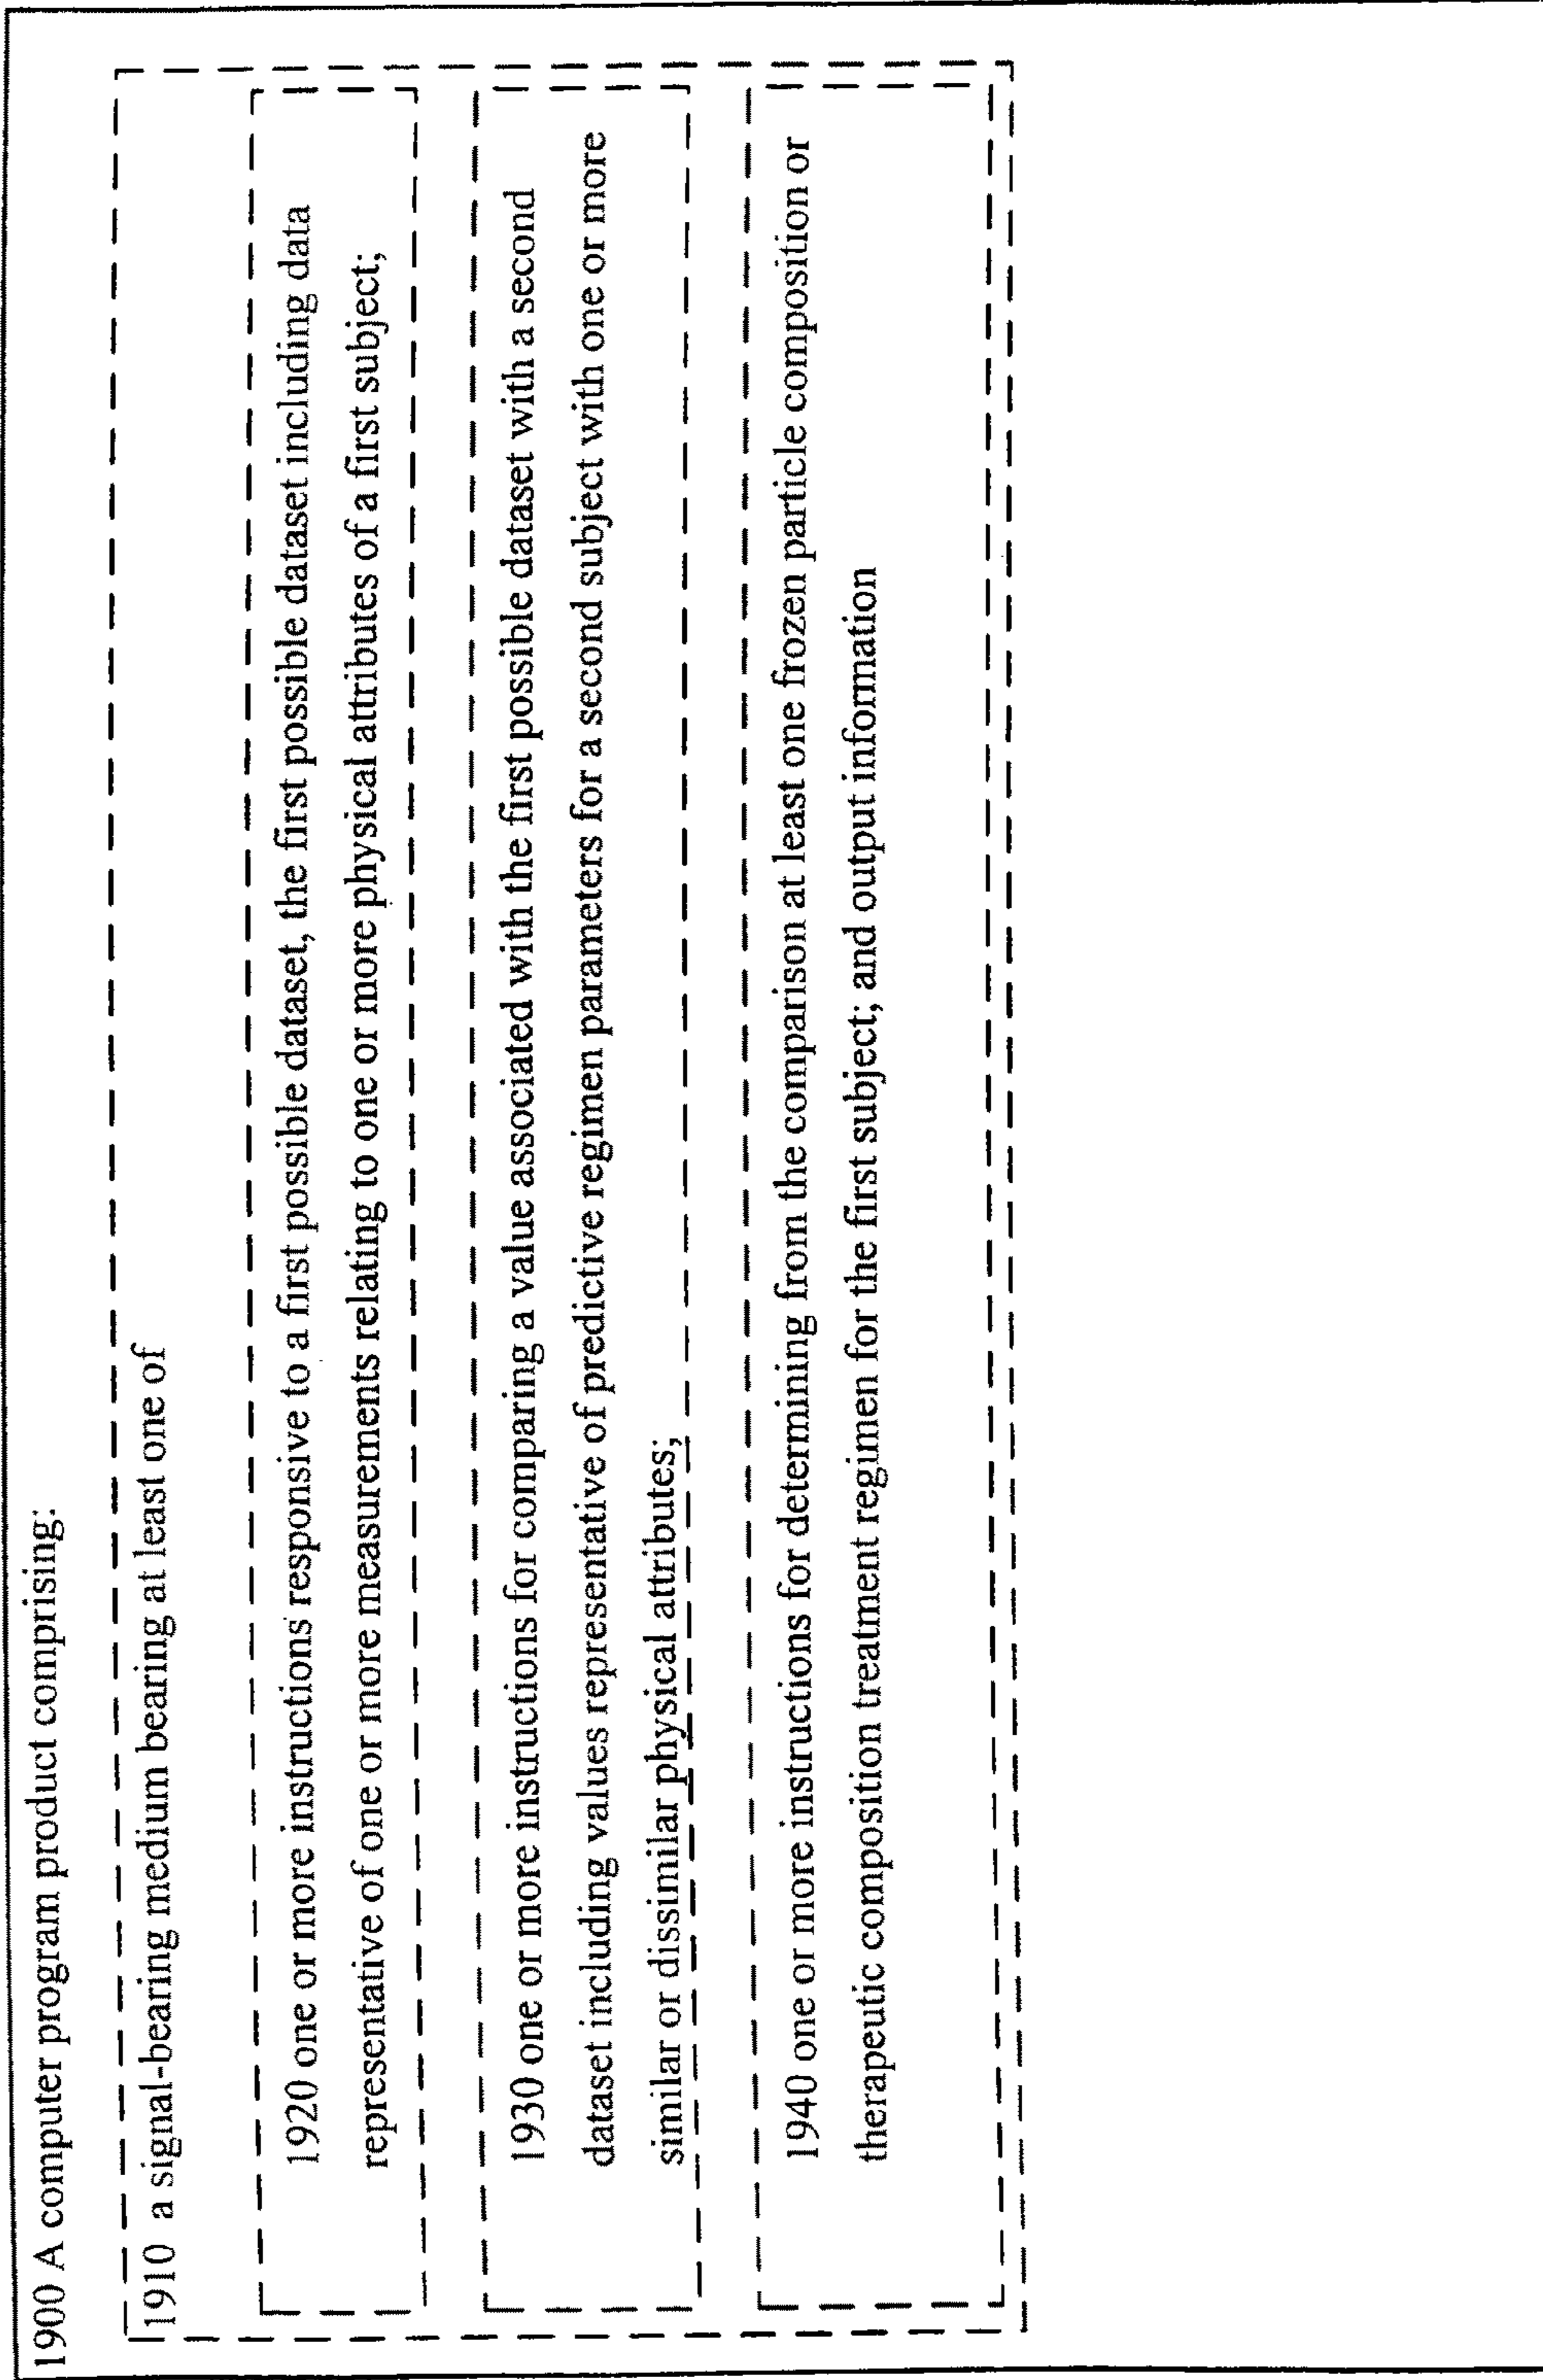 1900 A computer program product comprising:
1910 a signal-bearing medium bearing at least one of
1920 one or more instructions responsive to a first possible dataset, the first possible dataset including data
representative of one or more measurements relating to one or more physical attributes of a first subject;
1930 one or more instructions for comparing a value associated with the first possible dataset with a second
dataset including values representative of predictive regimen parameters for a second subject with one or more
similar or dissimilar physical attributes;
1940 one or more instructions for determining from the comparison at least one frozen particle composition or
therapeutic composition treatment regimen for the first subject; and output information